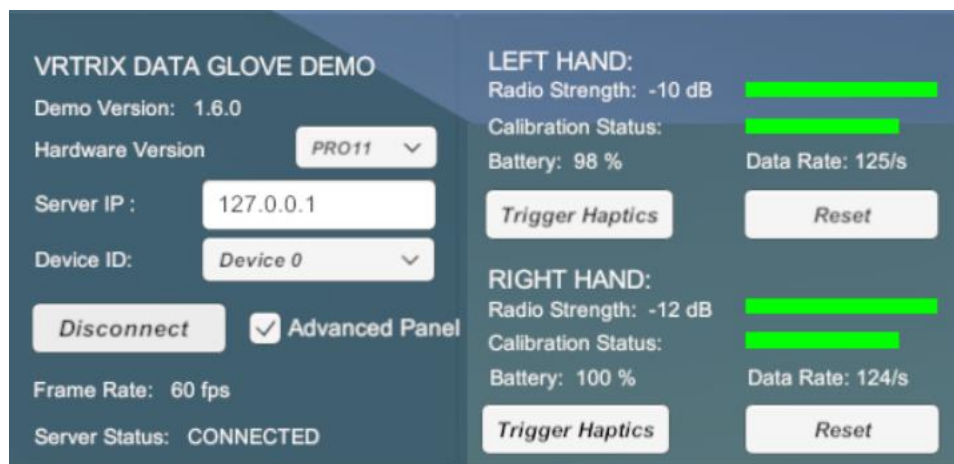 VRTRIX DATA GLOVE DEMO
Demo Version: 1.6.0
Hardware Version PRO11
Server IP : 127.0.0.1
Device ID: Device 0
Disconnect Advanced Panel
Frame Rate: 60 fps
Server Status: CONNECTED
LEFT HAND:
Radio Strength: -10 dB
Calibration Status:
Battery: 98 % Data Rate: 125/s
Trigger Haptics Reset
RIGHT HAND:
Radio Strength: -12 dB
Calibration Status:
Battery: 100 % Data Rate: 124/s
Trigger Haptics Reset